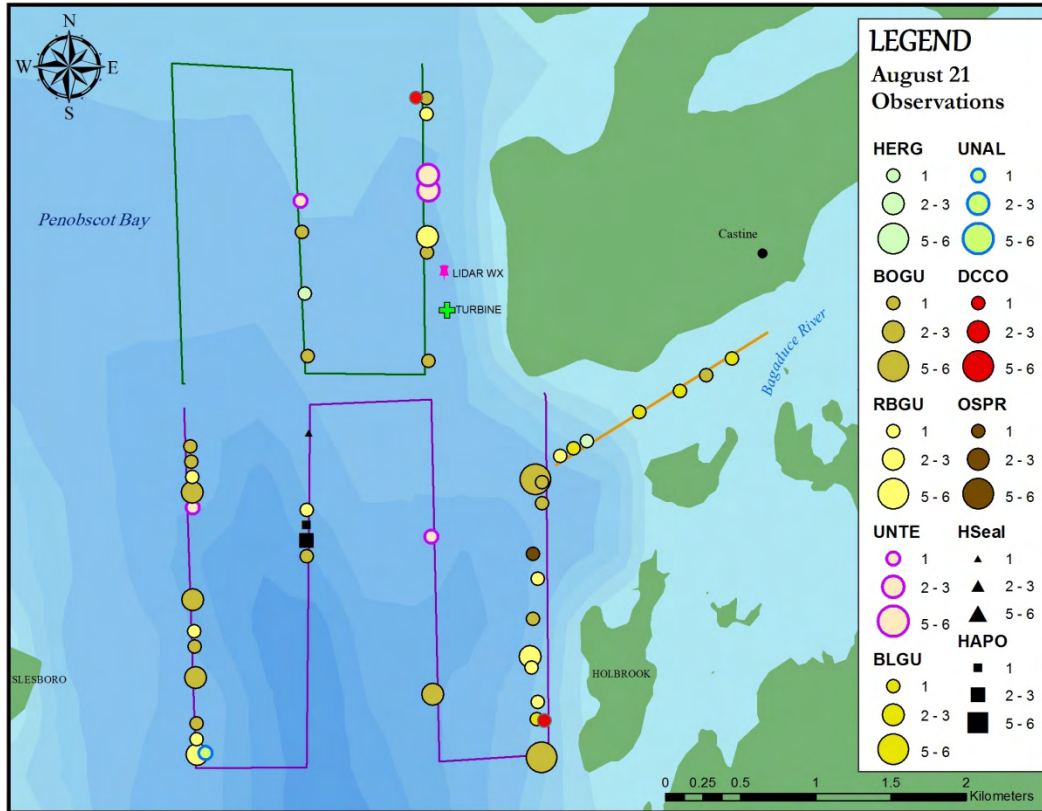 N
W E
S
Penobscot Bay
Castine
LIDAR WX
TURBINE
Bagaduce River
SLESBORO
HOLBROOK
0 0.25 0.5 1 1.5 2
Kilometers
LEGEND
August 21
Observations
HERG
1
2 - 3
5 - 6
UNAL
1
2 - 3
5 - 6
BOGU
1
2 - 3
5 - 6
DCCO
1
2 - 3
5 - 6
RBGU
1
2 - 3
5 - 6
OSPR
1
2 - 3
5 - 6
UNTE
1
2 - 3
5 - 6
HSeal
1
2 - 3
5 - 6
BLGU
1
2 - 3
5 - 6
HAPO
1
2 - 3
5 - 6